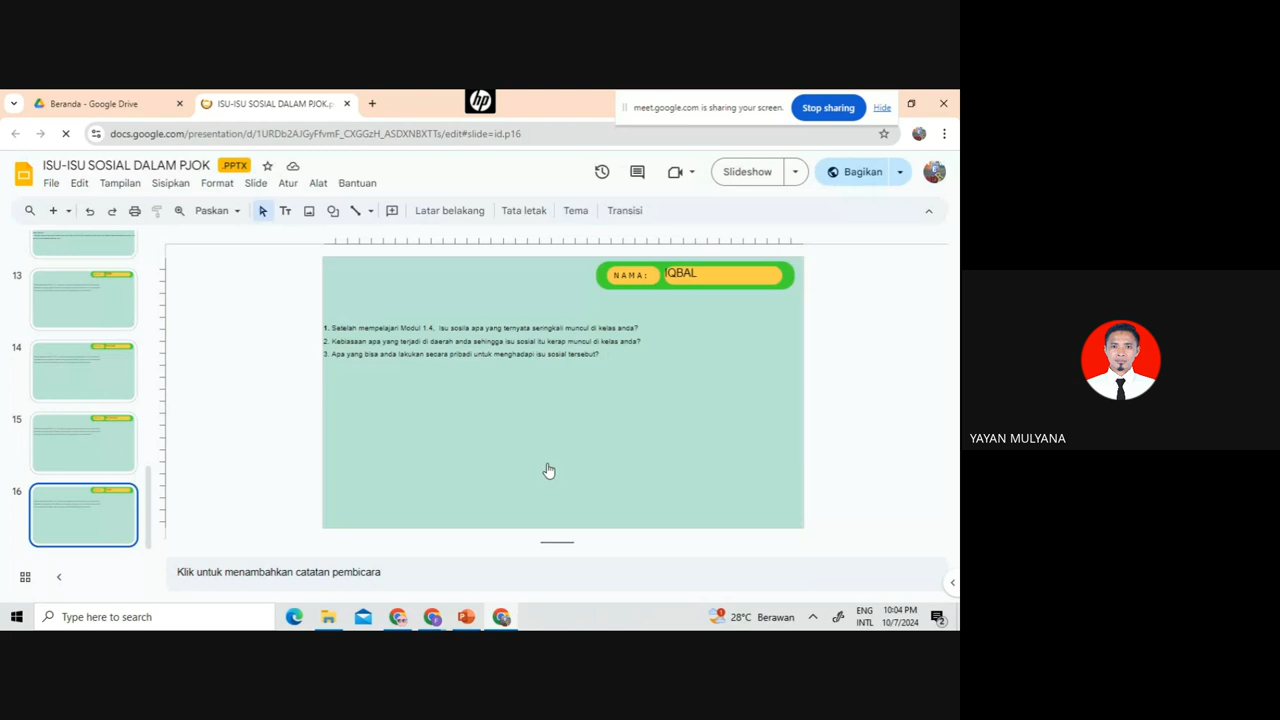 Beranda - Google Drive
ISU-ISU SOSIAL DALAM PJOK.p
hp
meet.google.com is sharing your screen.
Stop sharing
Hide
docs.google.com/presentation/d/1URDb2AJGyFfvmF_CXGGzH_ASDXNBXTTs/edit#slide=id.p16
ISU-ISU SOSIAL DALAM PJOK .PPTX
Slideshow
Bagikan
File Edit Tampilan Sisipkan Format Slide Atur Alat Bantuan
Paskan
Tt
Latar belakang
Tata letak
Tema
Transisi
13
14
15
16
NAMA: IQBAL
1. Setelah mempelajari Modul 1.4, isu sosila apa yang ternyata seringkali muncul di kelas anda?
2. Kebiasaan apa yang terjadi di daerah anda sehingga isu sosial itu kerap muncul di kelas anda?
3. Apa yang bisa anda lakukan secara pribadi untuk menghadapi isu sosial tersebut?
Klik untuk menambahkan catatan pembicara
YAYAN MULYANA
Type here to search
28°C Berawan
ENG
INTL
10:04 PM
10/7/2024
2